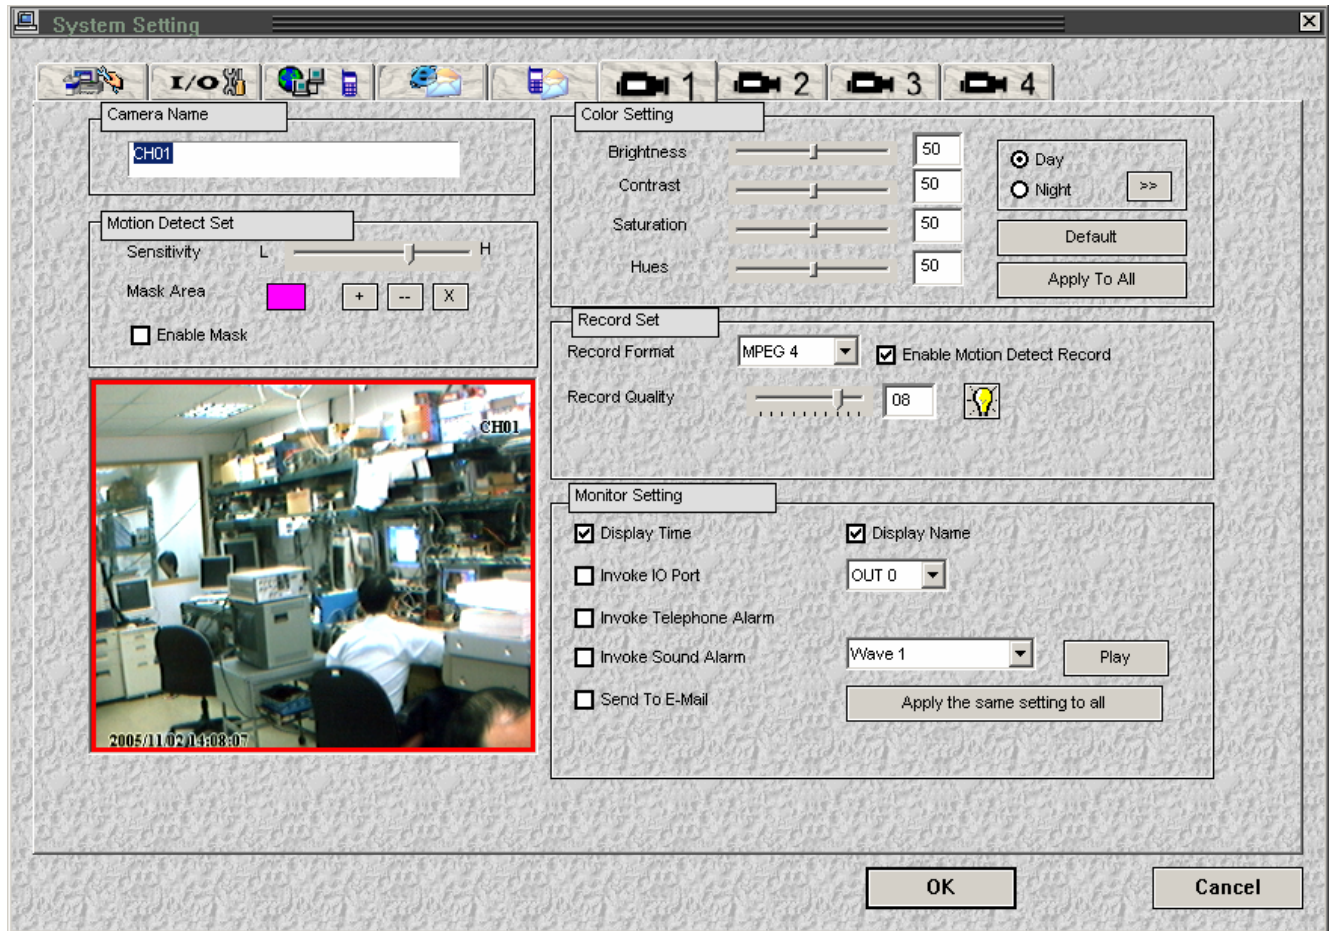 System Setting
I/O 1 2 3 4
Camera Name
CH01
Motion Detect Set
Sensitivity L H
Mask Area + -- X
Enable Mask
CH01
2005/11/02 14:08:07
Color Setting
Brightness 50
Contrast 50
Saturation 50
Hues 50
Day
Night >>
Default
Apply To All
Record Set
Record Format MPEG 4 Enable Motion Detect Record
Record Quality 08
Monitor Setting
Display Time Display Name
Invoke IO Port OUT 0
Invoke Telephone Alarm
Invoke Sound Alarm Wave 1 Play
Send To E-Mail Apply the same setting to all
OK Cancel